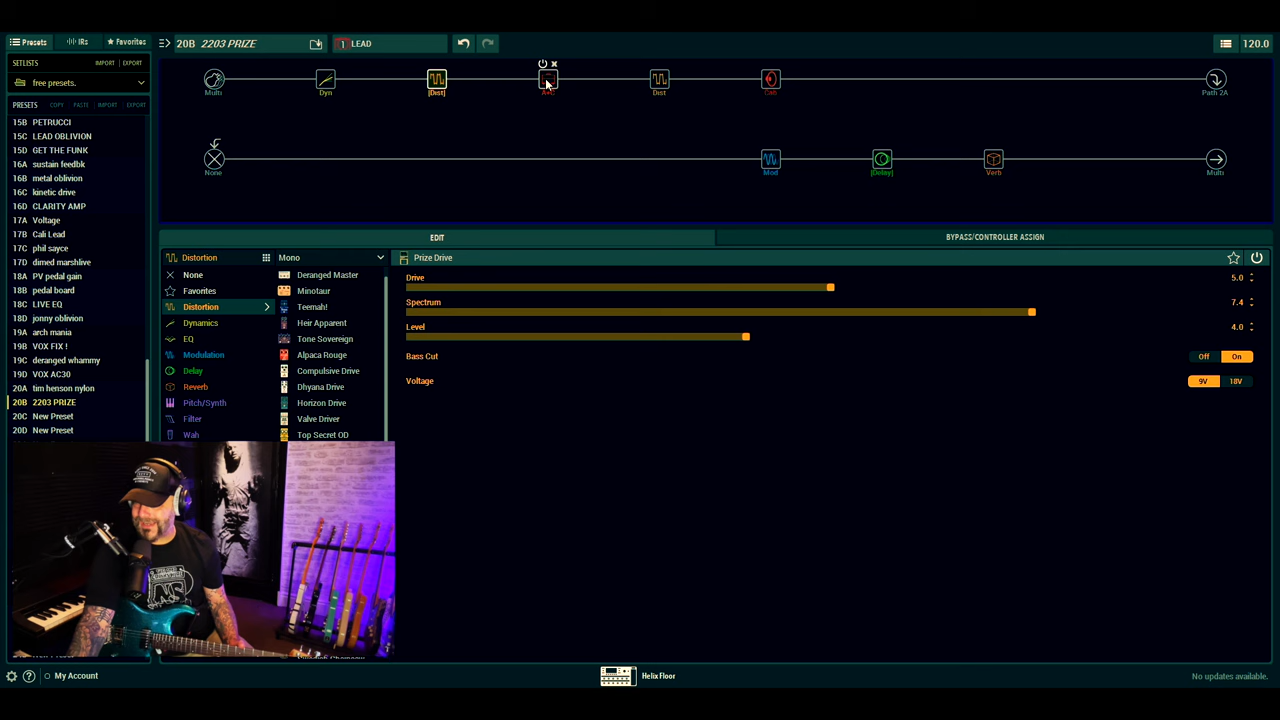 Presets
IRs
Favorites
20B 2203 PRIZE
1 LEAD
120.0
SETLISTS
IMPORT
EXPORT
free presets.
PRESETS
COPY
PASTE
IMPORT
EXPORT
15B PETRUCCI
15C LEAD OBLIVION
15D GET THE FUNK
16A sustain feedbk
16B metal oblivion
16C kinetic drive
16D CLARITY AMP
17A Voltage
17B Cali Lead
17C phil sayce
17D dimed marshlive
18A PV pedal gain
18B pedal board
18C LIVE EQ
18D jonny oblivion
19A arch mania
19B VOX FIX !
19C deranged whammy
19D VOX AC30
20A tim henson nylon
20B 2203 PRIZE
20C New Preset
20D New Preset
Multi
Dyn
[Dist]
A+C
Dist
Cab
Path 2A
None
Mod
[Delay]
Verb
Multi
EDIT
BYPASS/CONTROLLER ASSIGN
Distortion
Mono
Prize Drive
None
Favorites
Distortion
Dynamics
EQ
Modulation
Delay
Reverb
Pitch/Synth
Filter
Wah
Deranged Master
Minotaur
Teemah!
Heir Apparent
Tone Sovereign
Alpaca Rouge
Compulsive Drive
Dhyana Drive
Horizon Drive
Valve Driver
Top Secret OD
Drive
5.0
Spectrum
7.4
Level
4.0
Bass Cut
Off
On
Voltage
9V
18V
My Account
Helix Floor
No updates available.